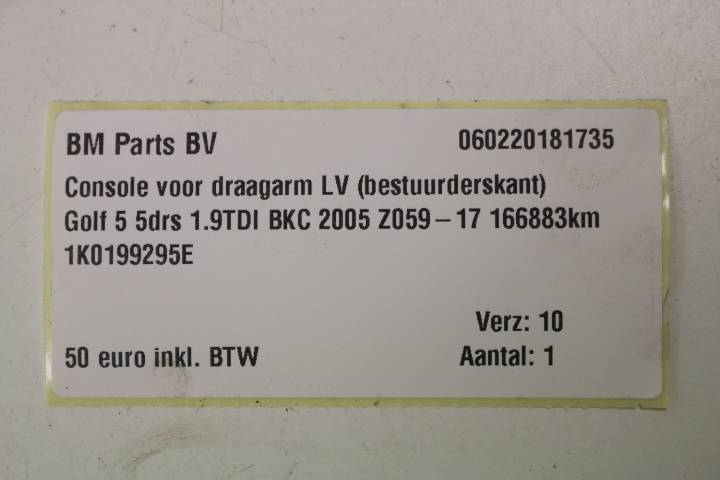 BM Parts BV 060220181735
Console voor draagarm LV (bestuurderskant)
Golf 5 5drs 1.9TDI BKC 2005 Z059-17 166883km
1K0199295E
Verz: 10
50 euro inkl. BTW Aantal: 1